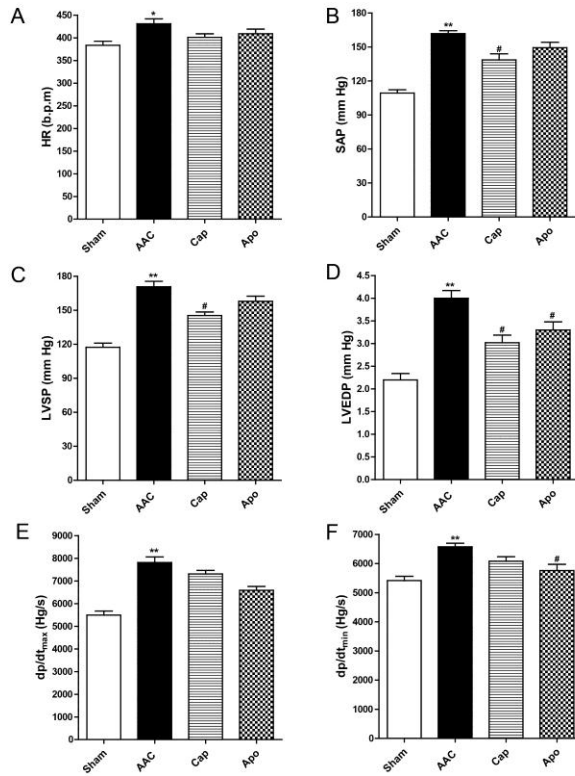 A
HR (b.p.m)
450
400
350
300
250
200
150
100
50
0
*
Sham
AAC
Cap
Apo
B
SAP (mm Hg)
180
150
120
90
60
30
0
**
#
Sham
AAC
Cap
Apo
C
LVSP (mm Hg)
180
150
120
90
60
30
0
**
#
Sham
AAC
Cap
Apo
D
LVEDP (mm Hg)
4.5
4.0
3.5
3.0
2.5
2.0
1.5
1.0
0.5
0.0
**
#
#
Sham
AAC
Cap
Apo
E
dp/dtmax (Hg/s)
9000
8000
7000
6000
5000
4000
3000
2000
1000
0
**
Sham
AAC
Cap
Apo
F
dp/dtmin (Hg/s)
7000
6000
5000
4000
3000
2000
1000
0
**
#
Sham
AAC
Cap
Apo